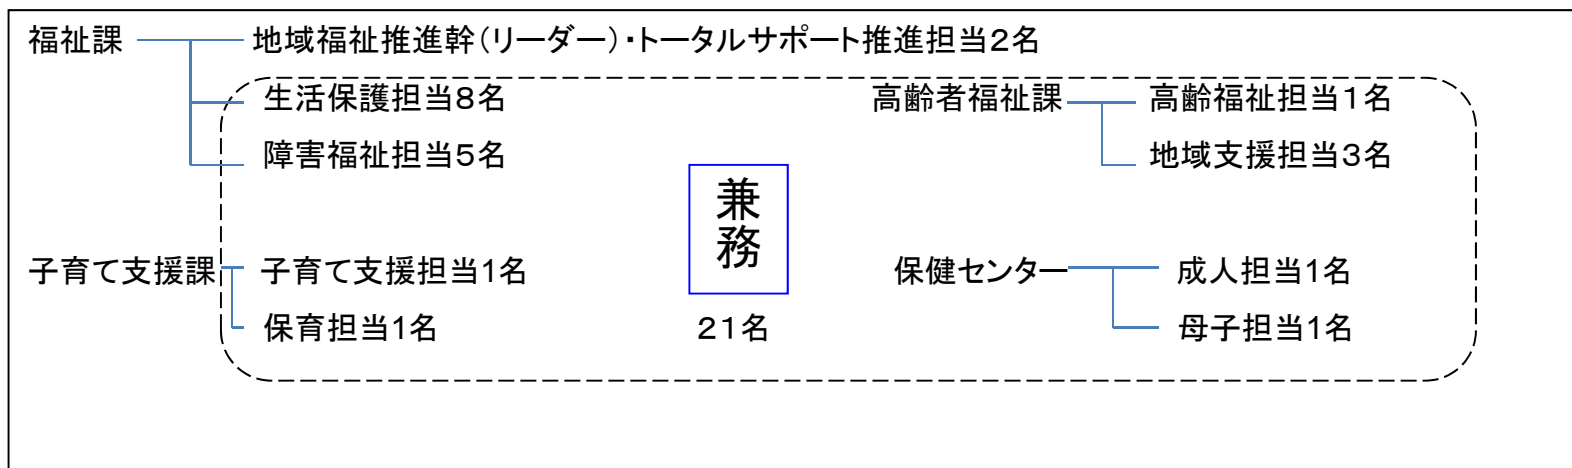 福祉課 地域福祉推進幹(リーダー)・トータルサポート推進担当2名
生活保護担当8名 高齢者福祉課 高齢福祉担当1名
障害福祉担当5名 地域支援担当3名
兼務
子育て支援課 子育て支援担当1名 保健センター 成人担当1名
保育担当1名 21名 母子担当1名